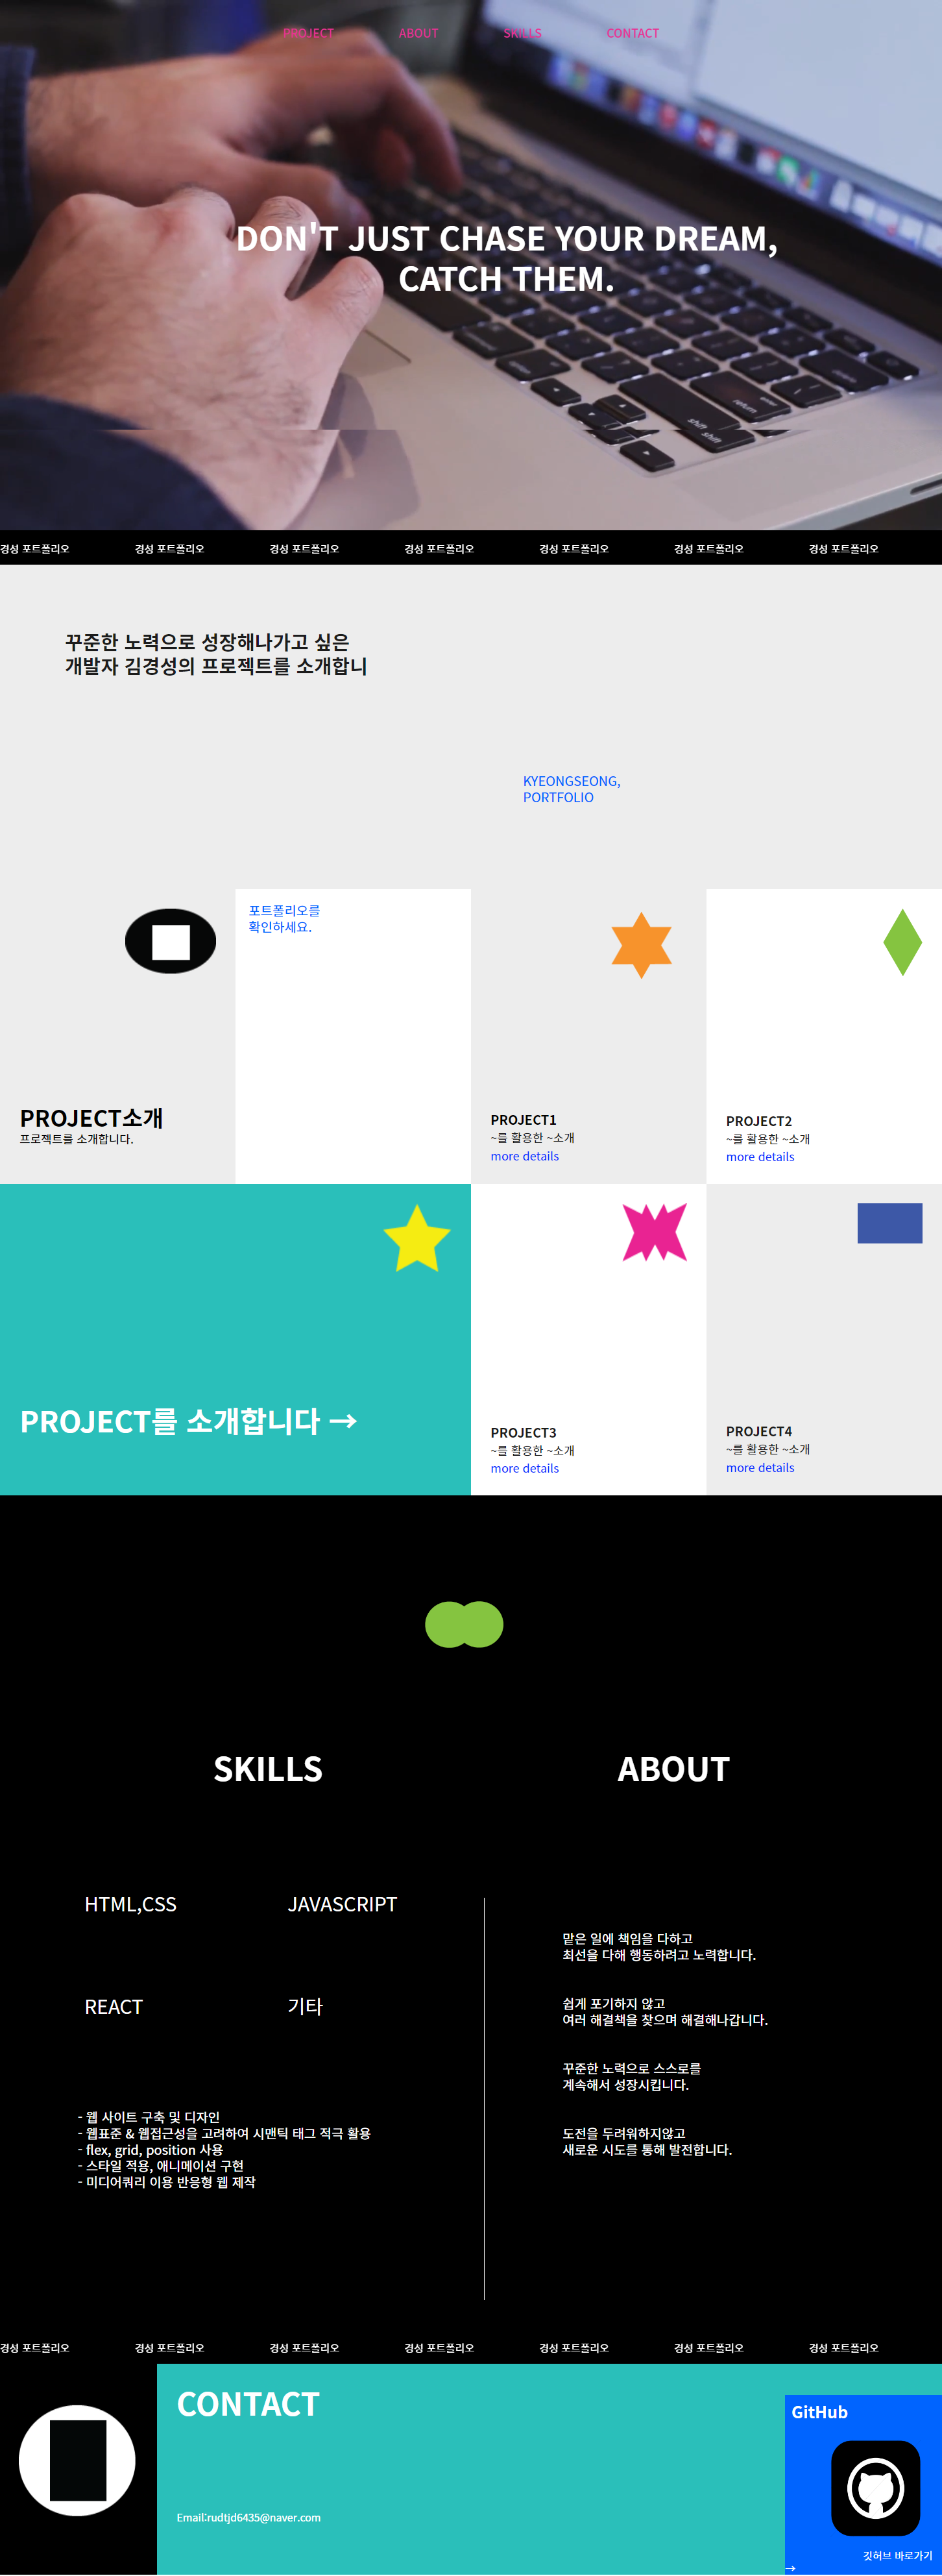 PROJECT ABOUT SKILLS CONTACT
DON'T JUST CHASE YOUR DREAM,
CATCH THEM.
경성 포트폴리오 경성 포트폴리오 경성 포트폴리오 경성 포트폴리오 경성 포트폴리오 경성 포트폴리오 경성 포트폴리오
꾸준한 노력으로 성장해나가고 싶은
개발자 김경성의 프로젝트를 소개합니
KYEONGSEONG,
PORTFOLIO
포트폴리오를
확인하세요.
PROJECT소개
프로젝트를 소개합니다.
PROJECT1
~를 활용한 ~소개
more details
PROJECT2
~를 활용한 ~소개
more details
PROJECT를 소개합니다 →
PROJECT3
~를 활용한 ~소개
more details
PROJECT4
~를 활용한 ~소개
more details
SKILLS
ABOUT
HTML,CSS
JAVASCRIPT
REACT
기타
- 웹 사이트 구축 및 디자인
- 웹표준 & 웹접근성을 고려하여 시맨틱 태그 적극 활용
- flex, grid, position 사용
- 스타일 적용, 애니메이션 구현
- 미디어쿼리 이용 반응형 웹 제작
맡은 일에 책임을 다하고
최선을 다해 행동하려고 노력합니다.
쉽게 포기하지 않고
여러 해결책을 찾으며 해결해나갑니다.
꾸준한 노력으로 스스로를
계속해서 성장시킵니다.
도전을 두려워하지않고
새로운 시도를 통해 발전합니다.
경성 포트폴리오 경성 포트폴리오 경성 포트폴리오 경성 포트폴리오 경성 포트폴리오 경성 포트폴리오 경성 포트폴리오
CONTACT
Email:rudtjd6435@naver.com
GitHub
깃허브 바로가기
→